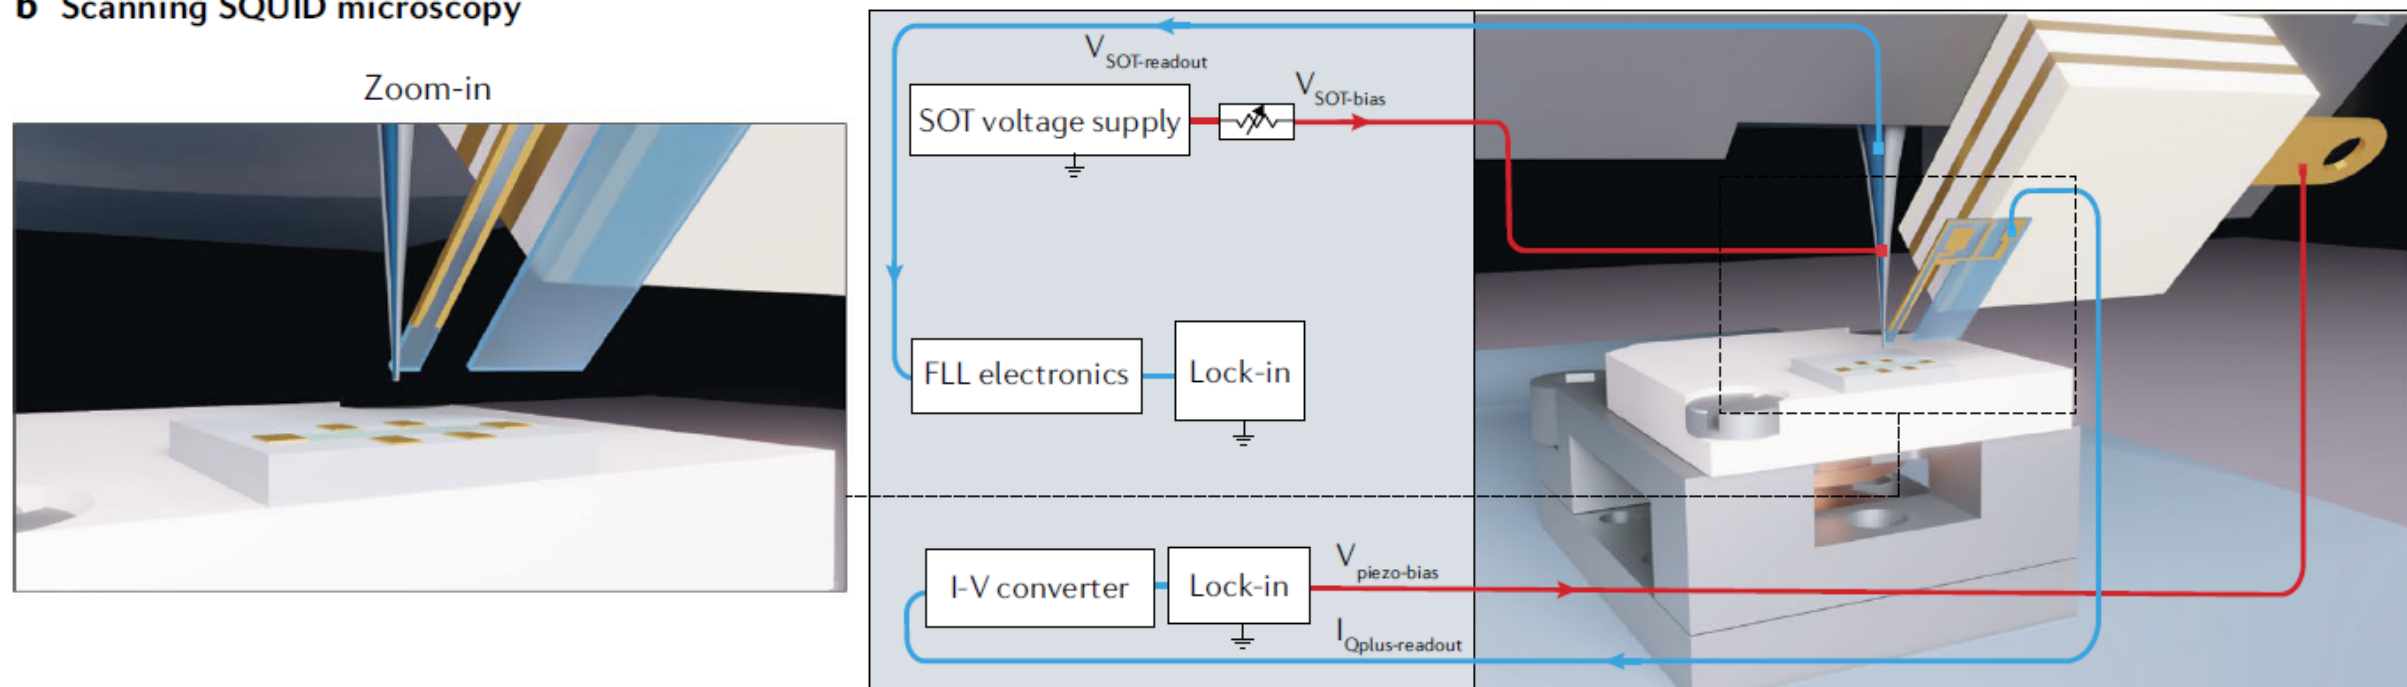 b Scanning SQUID microscopy
Zoom-in
V SOT-readout
SOT voltage supply
V SOT-bias
FLL electronics
Lock-in
I-V converter
Lock-in
V piezo-bias
I Qplus-readout